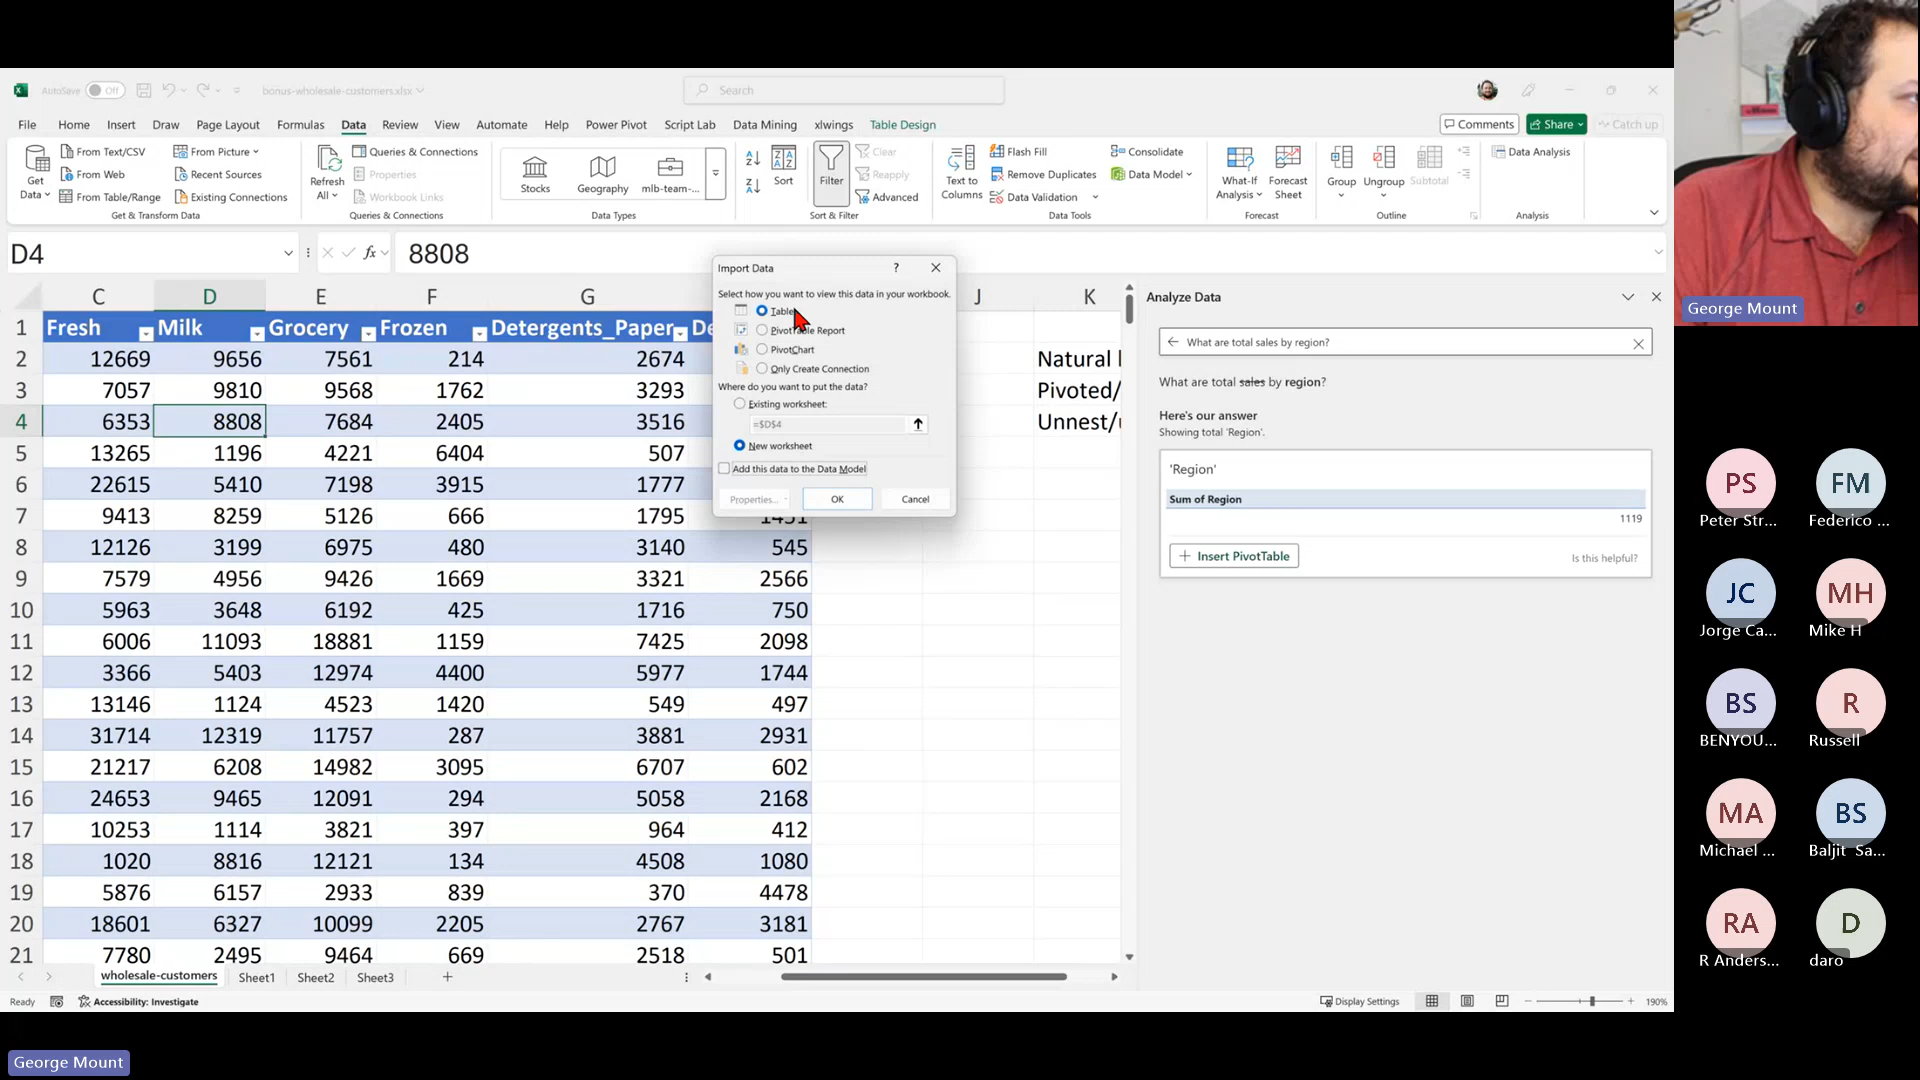 AutoSave Off bonus-wholesale-customers.xlsx Search
File Home Insert Draw Page Layout Formulas Data Review View Automate Help Power Pivot Script Lab Data Mining xlwings Table Design Comments Share Catch up
From Text/CSV From Picture Queries & Connections Clear Flash Fill Consolidate Data Analysis
From Web Recent Sources Properties Reapply Remove Duplicates Data Model
Get Data From Table/Range Existing Connections Refresh All Workbook Links Stocks Geography mlb-team-... Sort Filter Advanced Text to Columns Data Validation What-If Analysis Forecast Sheet Group Ungroup Subtotal
Get & Transform Data Queries & Connections Data Types Sort & Filter Data Tools Forecast Outline Analysis
D4 fx 8808
C D E F G J K
1 Fresh Milk Grocery Frozen Detergents_Paper De
2 12669 9656 7561 214 2674 Natural
3 7057 9810 9568 1762 3293 Pivoted/
4 6353 8808 7684 2405 3516
5 13265 1196 4221 6404 507
6 22615 5410 7198 3915 1777
7 9413 8259 5126 666 1795 1451
8 12126 3199 6975 480 3140 545
9 7579 4956 9426 1669 3321 2566
10 5963 3648 6192 425 1716 750
11 6006 11093 18881 1159 7425 2098
12 3366 5403 12974 4400 5977 1744
13 13146 1124 4523 1420 549 497
14 31714 12319 11757 287 3881 2931
15 21217 6208 14982 3095 6707 602
16 24653 9465 12091 294 5058 2168
17 10253 1114 3821 397 964 412
18 1020 8816 12121 134 4508 1080
19 5876 6157 2933 839 370 4478
20 18601 6327 10099 2205 2767 3181
21 7780 2495 9464 669 2518 501
Import Data ?
Select how you want to view this data in your workbook.
Table
PivotTable Report
PivotChart
Only Create Connection
Where do you want to put the data?
Existing worksheet:
=$D$4
New worksheet
Add this data to the Data Model
Properties... OK Cancel
Analyze Data
What are total sales by region?
What are total sales by region?
Here's our answer
Showing total 'Region'.
'Region'
Sum of Region
1119
Insert PivotTable Is this helpful?
wholesale-customers Sheet1 Sheet2 Sheet3
Ready Accessibility: Investigate Display Settings 190%
George Mount
George Mount
PS FM
Peter Str... Federico ...
JC MH
Jorge Ca... Mike H
BS R
BENYOU... Russell
MA BS
Michael ... Baljit Sa...
RA D
R Anders... daro